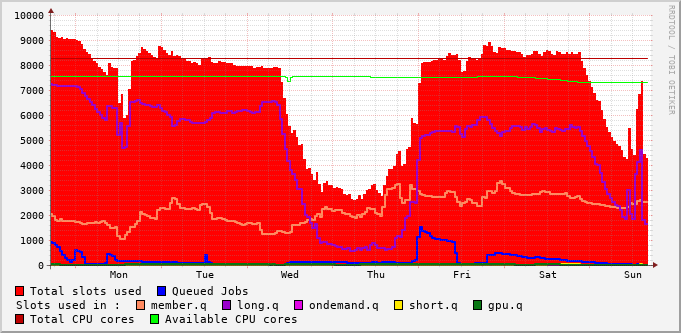 10000
9000
8000
7000
6000
5000
4000
3000
2000
1000
0
Mon Tue Wed Thu Fri Sat Sun
RRDTOOL / TOBI OETIKER
Total slots used Queued Jobs
Slots used in : member.q long.q ondemand.q short.q gpu.q
Total CPU cores Available CPU cores